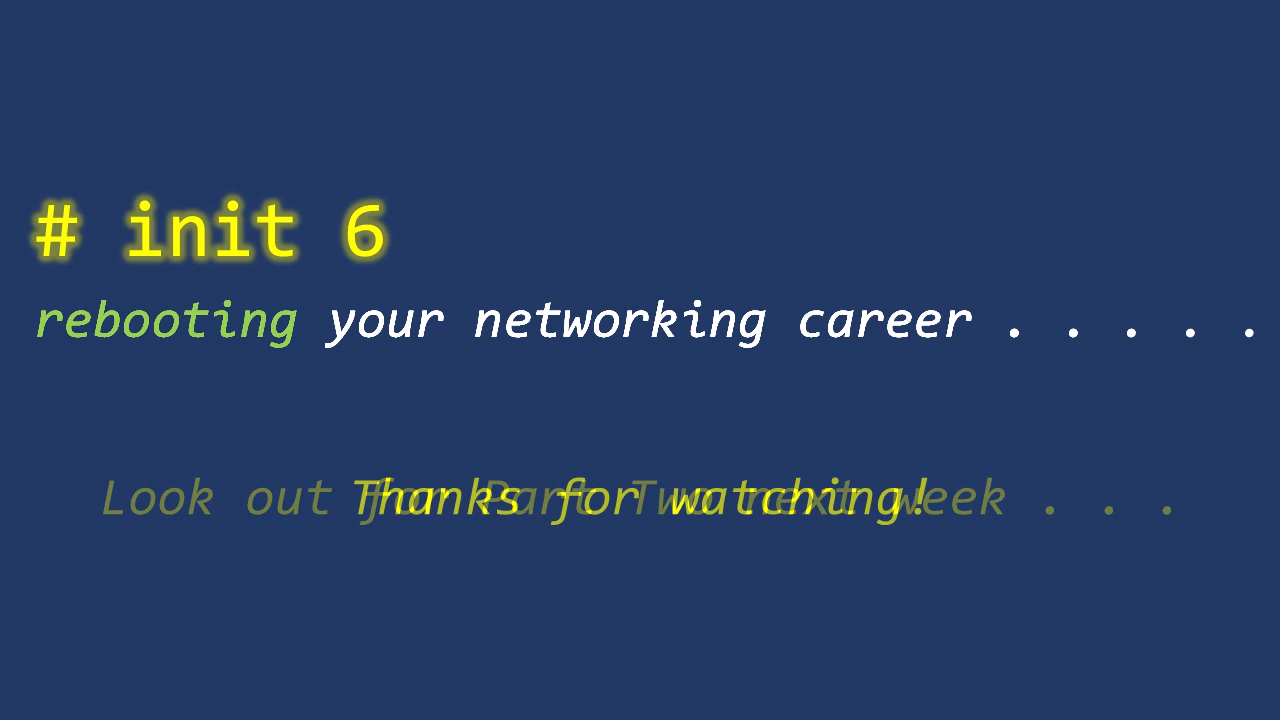 # init 6
rebooting your networking career . . . . .
Look out for Part Two next week . . .
Thanks for watching!